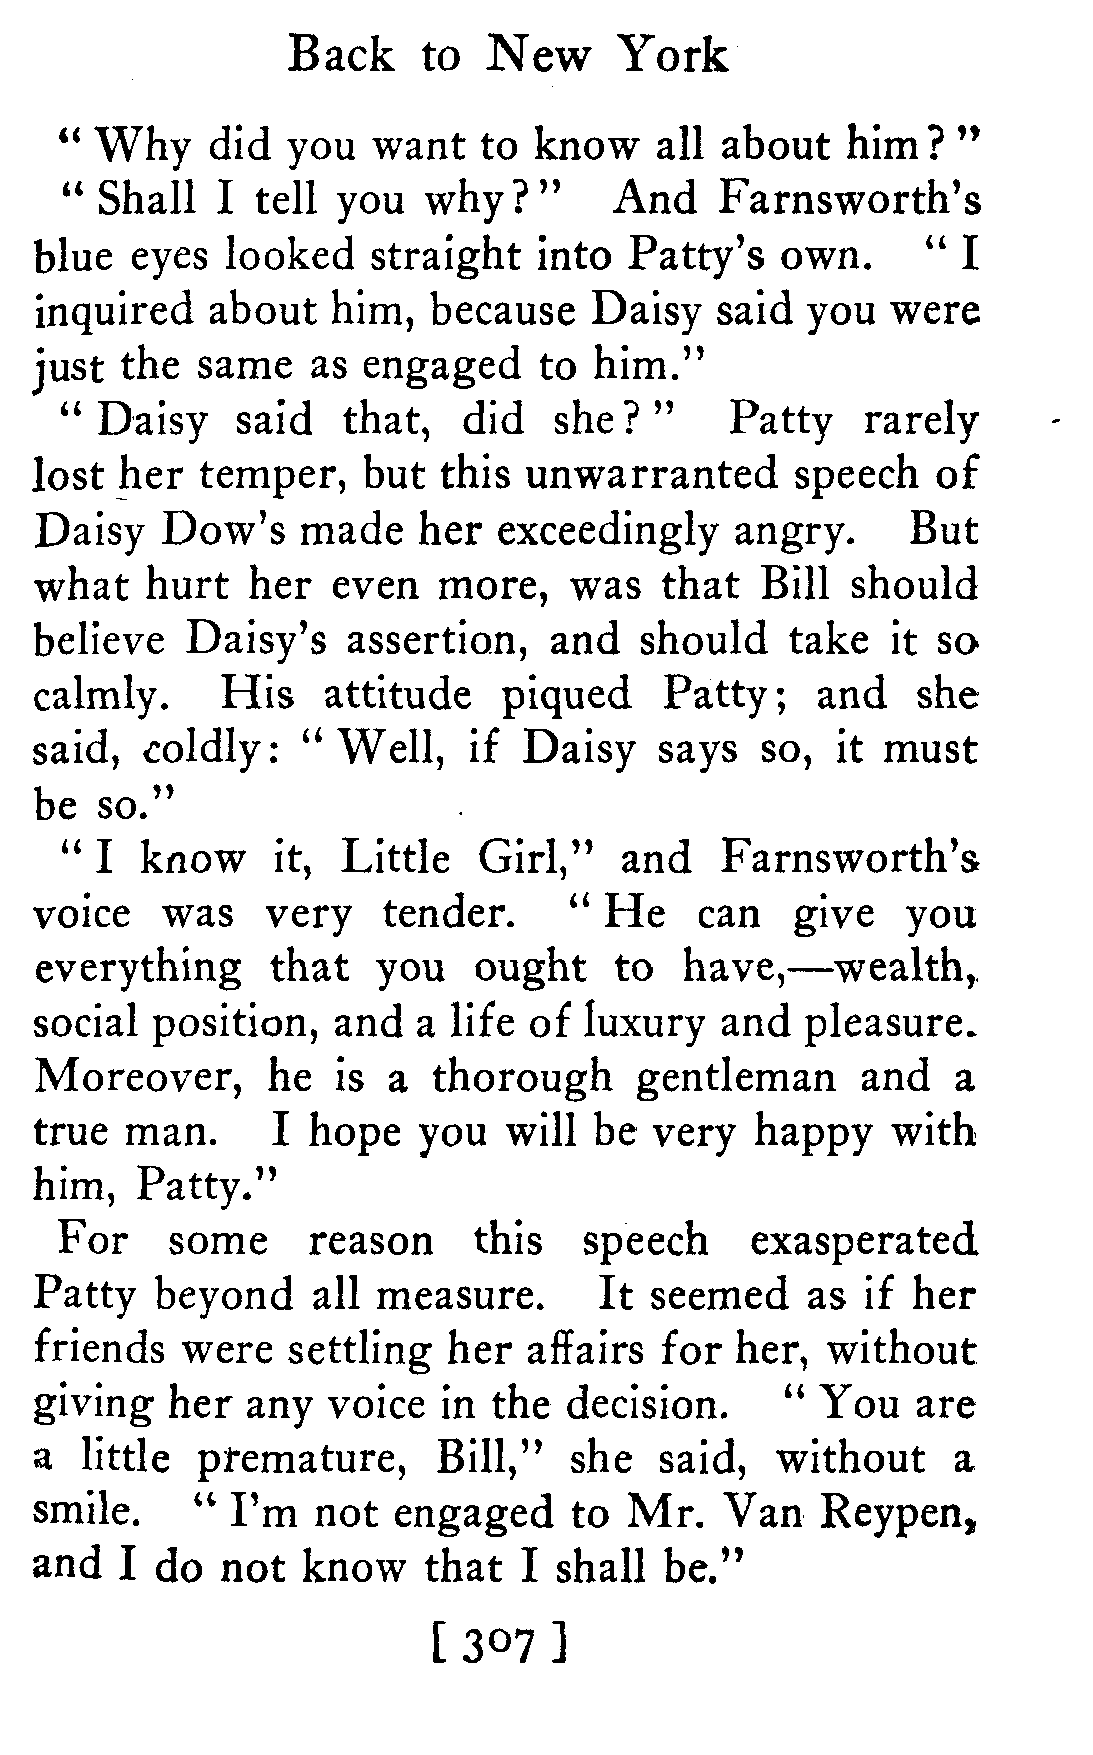 Back to New York
“ Why did you want to know all about him? ”
“ Shall I tell you why? ” And Farnsworth’s
blue eyes looked straight into Patty’s own. “ I
inquired about him, because Daisy said you were
just the same as engaged to him.”
“ Daisy said that, did she? ” Patty rarely
lost her temper, but this unwarranted speech of
Daisy Dow’s made her exceedingly angry. But
what hurt her even more, was that Bill should
believe Daisy’s assertion, and should take it so
calmly. His attitude piqued Patty; and she
said, coldly: “ Well, if Daisy says so, it must
be so.”
“ I know it, Little Girl,” and Farnsworth’s
voice was very tender. “ He can give you
everything that you ought to have,—wealth,
social position, and a life of luxury and pleasure.
Moreover, he is a thorough gentleman and a
true man. I hope you will be very happy with
him, Patty.”
For some reason this speech exasperated
Patty beyond all measure. It seemed as if her
friends were settling her affairs for her, without
giving her any voice in the decision. “ You are
a little premature, Bill,” she said, without a
smile. “ I’m not engaged to Mr. Van Reypen,
and I do not know that I shall be.”
[ 307 ]